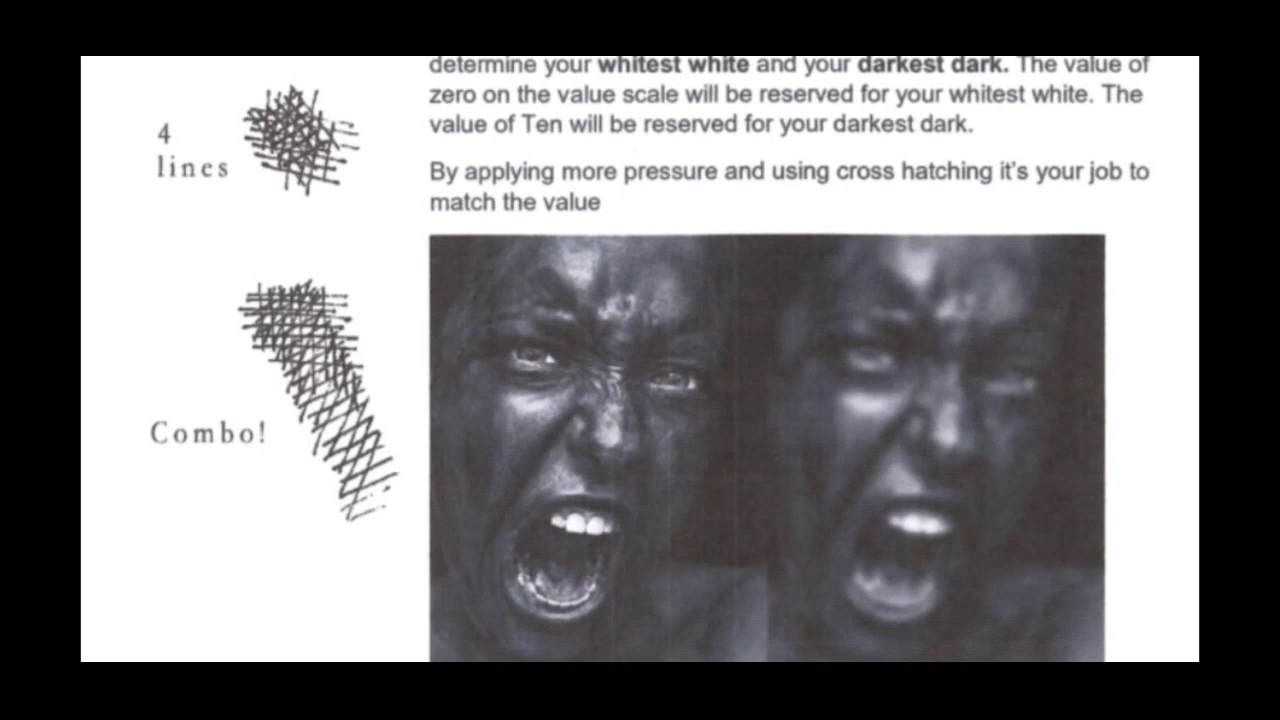 determine your whitest white and your darkest dark. The value of
zero on the value scale will be reserved for your whitest white. The
value of Ten will be reserved for your darkest dark.
By applying more pressure and using cross hatching it's your job to
match the value
4
lines
Combo!